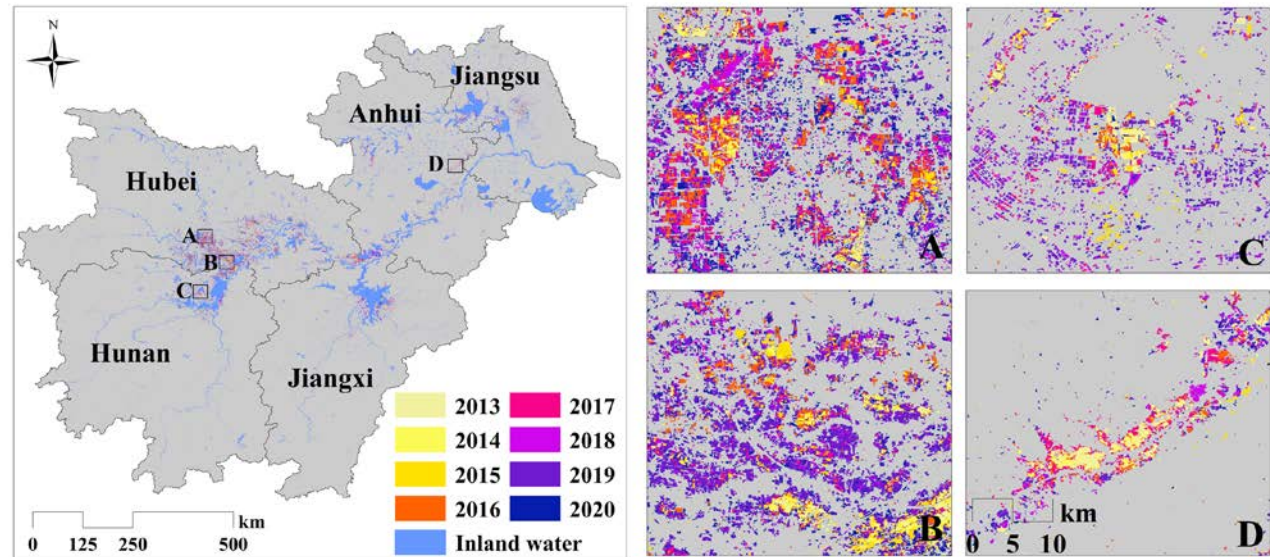 N
Jiangsu
Anhui
D
Hubei
A
B
C
Hunan
Jiangxi
2013 2017
2014 2018
2015 2019
2016 2020
Inland water
km
0 125 250 500
A
C
B
D
km
0 5 10